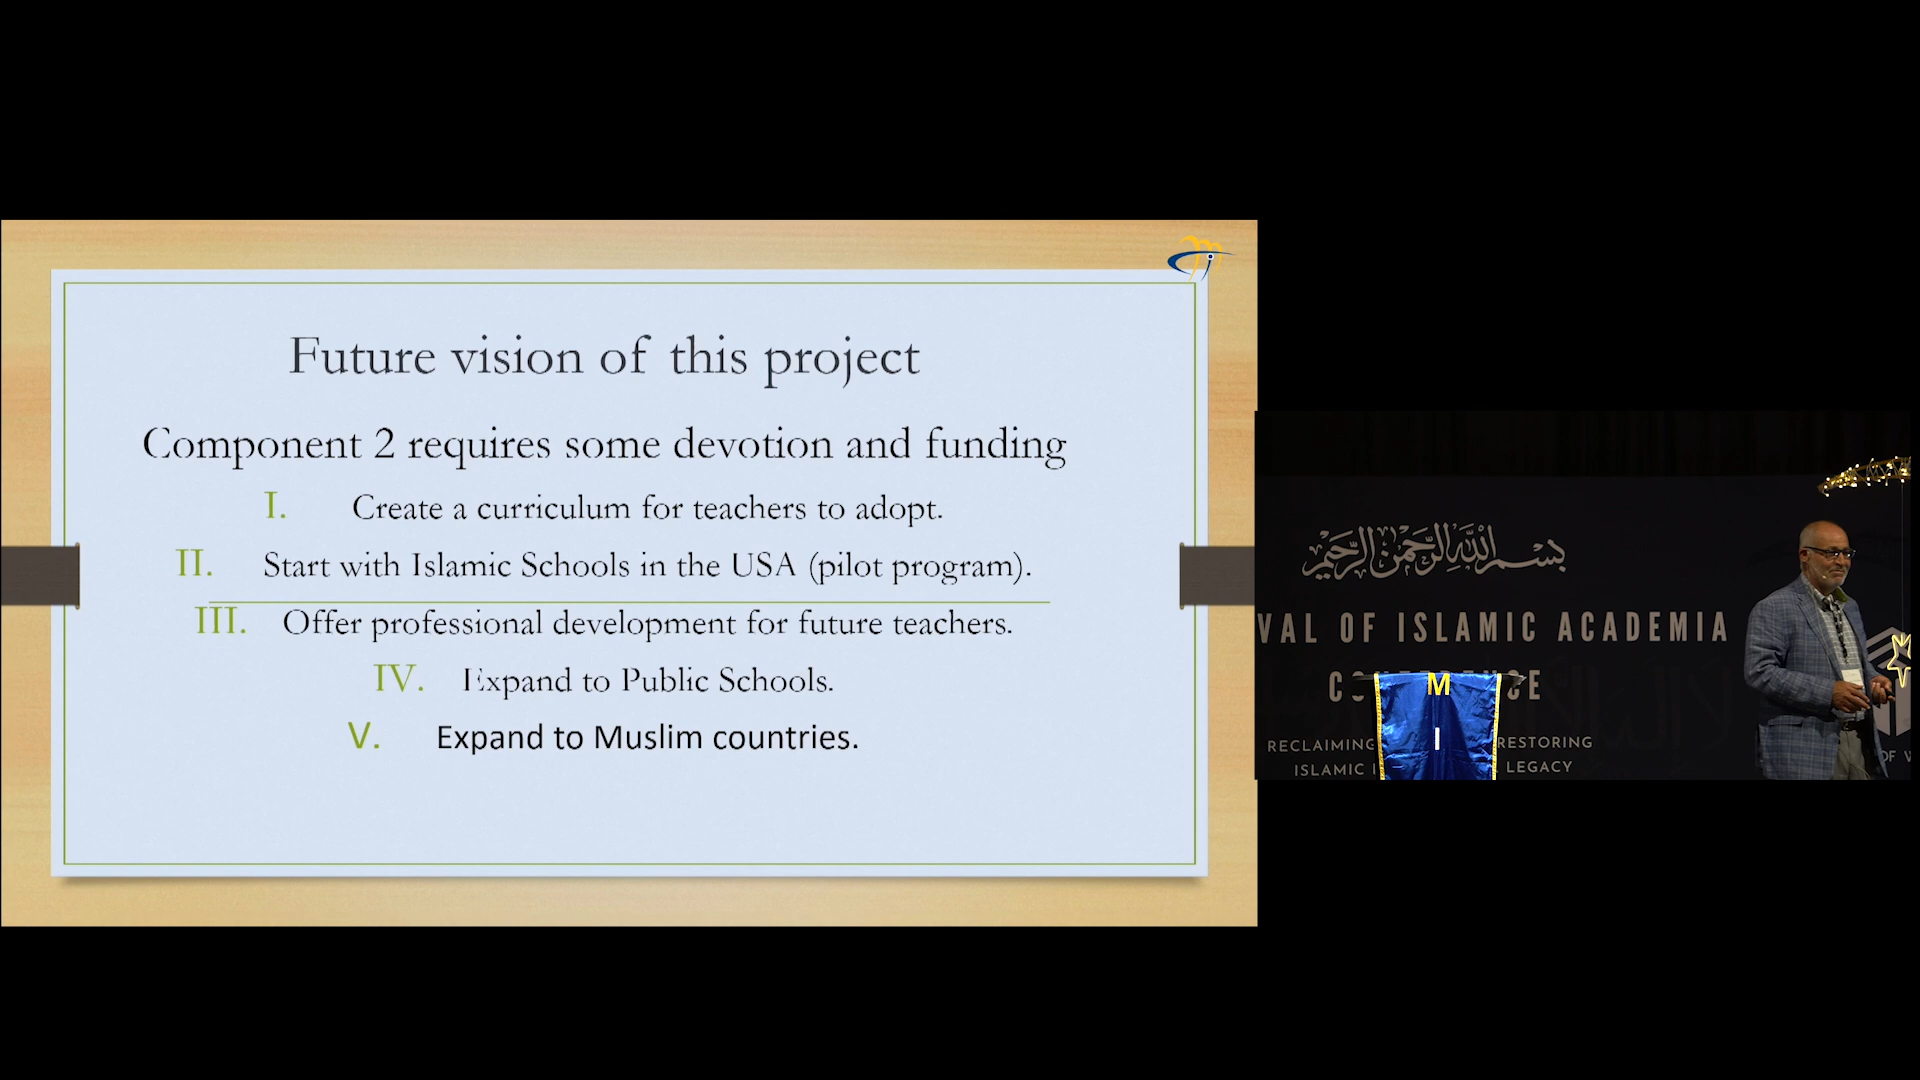 Future vision of this project
Component 2 requires some devotion and funding
I. Create a curriculum for teachers to adopt.
II. Start with Islamic Schools in the USA (pilot program).
III. Offer professional development for future teachers.
IV. Expand to Public Schools.
V. Expand to Muslim countries.
بسم الله الرحمن الرحيم
VAL OF ISLAMIC ACADEMIA
RECLAIMING RESTORING
ISLAMIC LEGACY
M
I
OF